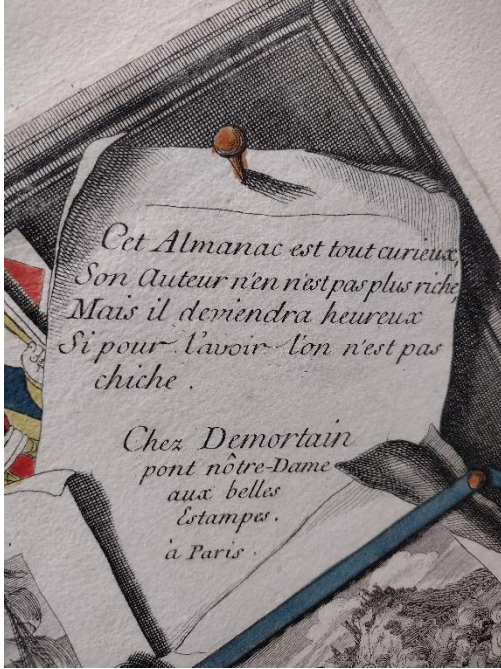 Cet Almanac est tout curieux,
Son Auteur n'en n'est pas plus riche,
Mais il deviendra heureux
Si pour l'avoir l'on n'est pas
chiche .
Chez Demortain
pont nôtre-Dame
aux belles
Estampes.
à Paris .